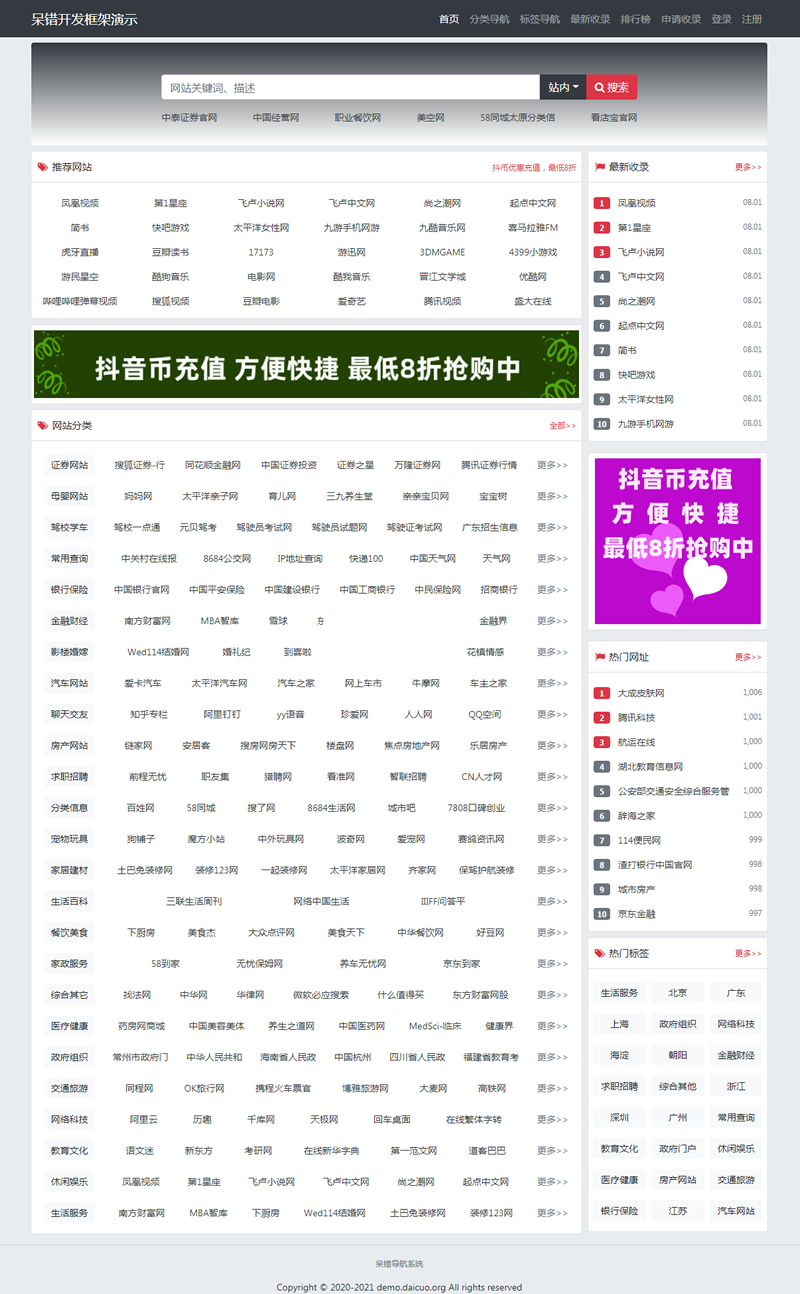 呆错开发框架演示 首页 分类导航 标签导航 最新收录 排行榜 申请收录 登录 注册
网站关键词、描述 站内 搜索
中泰证券官网 中国经营网 职业餐饮网 美空网 58同城太原分类信 看店宝官网
推荐网站 抖币优惠充值，最低8折
凤凰视频 第1星座 飞卢小说网 飞卢中文网 尚之潮网 起点中文网
简书 快吧游戏 太平洋女性网 九游手机网游 九酷音乐网 喜马拉雅FM
虎牙直播 豆瓣读书 17173 游迅网 3DMGAME 4399小游戏
游民星空 酷狗音乐 电影网 酷我音乐 晋江文学城 优酷网
哔哩哔哩弹幕视频 搜狐视频 豆瓣电影 爱奇艺 腾讯视频 盛大在线
抖音币充值 方便快捷 最低8折抢购中
网站分类 全部>>
证券网站 搜狐证券-行 同花顺金融网 中国证券投资 证券之星 万隆证券网 腾讯证券行情 更多>>
母婴网站 妈妈网 太平洋亲子网 育儿网 三九养生堂 亲亲宝贝网 宝宝树 更多>>
驾校学车 驾校一点通 元贝驾考 驾驶员考试网 驾驶员试题网 驾驶证考试网 广东招生信息 更多>>
常用查询 中关村在线报 8684公交网 IP地址查询 快递100 中国天气网 天气网 更多>>
银行保险 中国银行官网 中国平安保险 中国建设银行 中国工商银行 中民保险网 招商银行 更多>>
金融财经 南方财富网 MBA智库 雪球 金融界 更多>>
影楼婚嫁 Wed114结婚网 婚礼纪 到喜啦 花镇情感 更多>>
汽车网站 爱卡汽车 太平洋汽车网 汽车之家 网上车市 牛摩网 车主之家 更多>>
聊天交友 知乎专栏 阿里钉钉 yy语音 珍爱网 人人网 QQ空间 更多>>
房产网站 链家网 安居客 搜房网房天下 楼盘网 焦点房地产网 乐居房产 更多>>
求职招聘 前程无忧 职友集 猎聘网 看准网 智联招聘 CN人才网 更多>>
分类信息 百姓网 58同城 搜了网 8684生活网 城市吧 7808口碑创业 更多>>
宠物玩具 狗铺子 魔方小站 中外玩具网 波奇网 爱宠网 赛鸽资讯网 更多>>
家居建材 土巴兔装修网 装修123网 一起装修网 太平洋家居网 齐家网 保驾护航装修 更多>>
生活百科 三联生活周刊 网络中国生活 IIIFF问答平 更多>>
餐饮美食 下厨房 美食杰 大众点评网 美食天下 中华餐饮网 好豆网 更多>>
家政服务 58到家 无忧保姆网 养车无忧网 京东到家 更多>>
综合其它 找法网 中华网 华律网 微软必应搜索 什么值得买 东方财富网股 更多>>
医疗健康 药房网商城 中国美容美体 养生之道网 中国医药网 MedSci-临床 健康界 更多>>
政府组织 常州市政府门 中华人民共和 海南省人民政 中国杭州 四川省人民政 福建省教育考 更多>>
交通旅游 同程网 OK旅行网 携程火车票官 博雅旅游网 大麦网 高铁网 更多>>
网络科技 阿里云 历趣 千库网 天极网 回车桌面 在线繁体字转 更多>>
教育文化 语文迷 新东方 考研网 在线新华字典 第一范文网 道客巴巴 更多>>
休闲娱乐 凤凰视频 第1星座 飞卢小说网 飞卢中文网 尚之潮网 起点中文网 更多>>
生活服务 南方财富网 MBA智库 下厨房 Wed114结婚网 土巴兔装修网 装修123网 更多>>
最新收录 更多>>
1 凤凰视频 08.01
2 第1星座 08.01
3 飞卢小说网 08.01
4 飞卢中文网 08.01
5 尚之潮网 08.01
6 起点中文网 08.01
7 简书 08.01
8 快吧游戏 08.01
9 太平洋女性网 08.01
10 九游手机网游 08.01
抖音币充值
方便快捷
最低8折抢购中
热门网址 更多>>
1 大成皮肤网 1,006
2 腾讯科技 1,001
3 航运在线 1,000
4 湖北教育信息网 1,000
5 公安部交通安全综合服务管 1,000
6 辞海之家 1,000
7 114便民网 999
8 渣打银行中国官网 998
9 城市房产 998
10 京东金融 997
热门标签 更多>>
生活服务 北京 广东
上海 政府组织 网络科技
海淀 朝阳 金融财经
求职招聘 综合其他 浙江
深圳 广州 常用查询
教育文化 政府门户 休闲娱乐
医疗健康 房产网站 交通旅游
银行保险 江苏 汽车网站
呆错导航系统
Copyright © 2020-2021 demo.daicuo.org All rights reserved